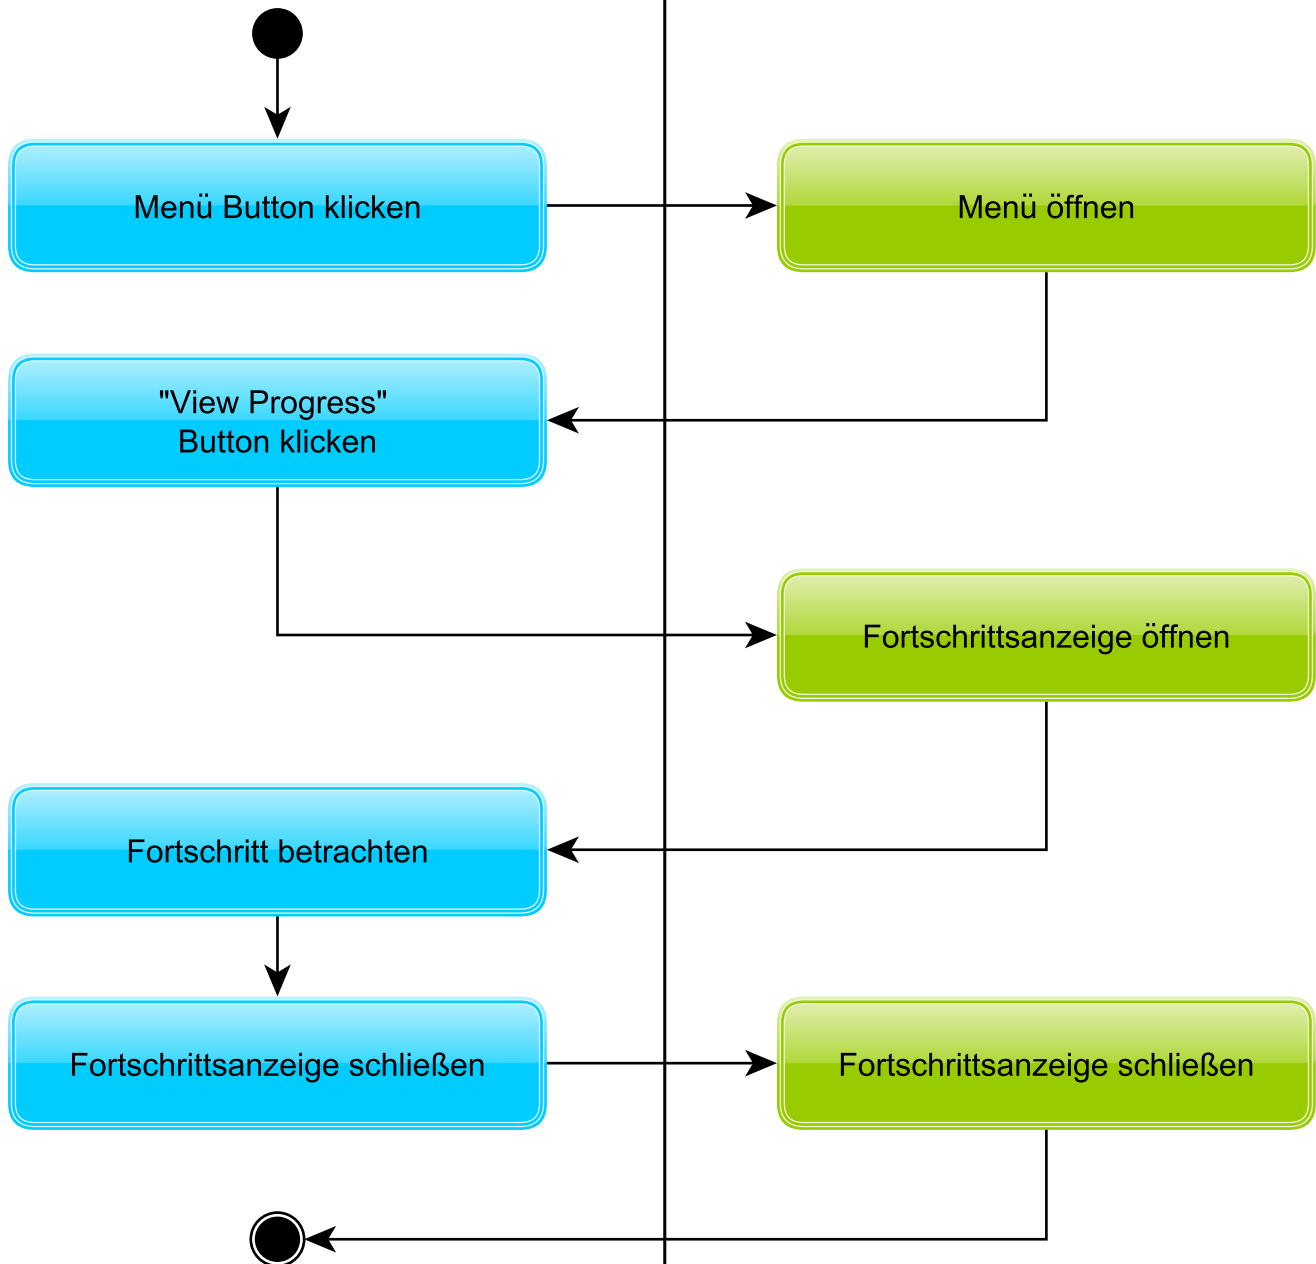 Menü Button klicken
Menü öffnen
"View Progress"
Button klicken
Fortschrittsanzeige öffnen
Fortschritt betrachten
Fortschrittsanzeige schließen
Fortschrittsanzeige schließen